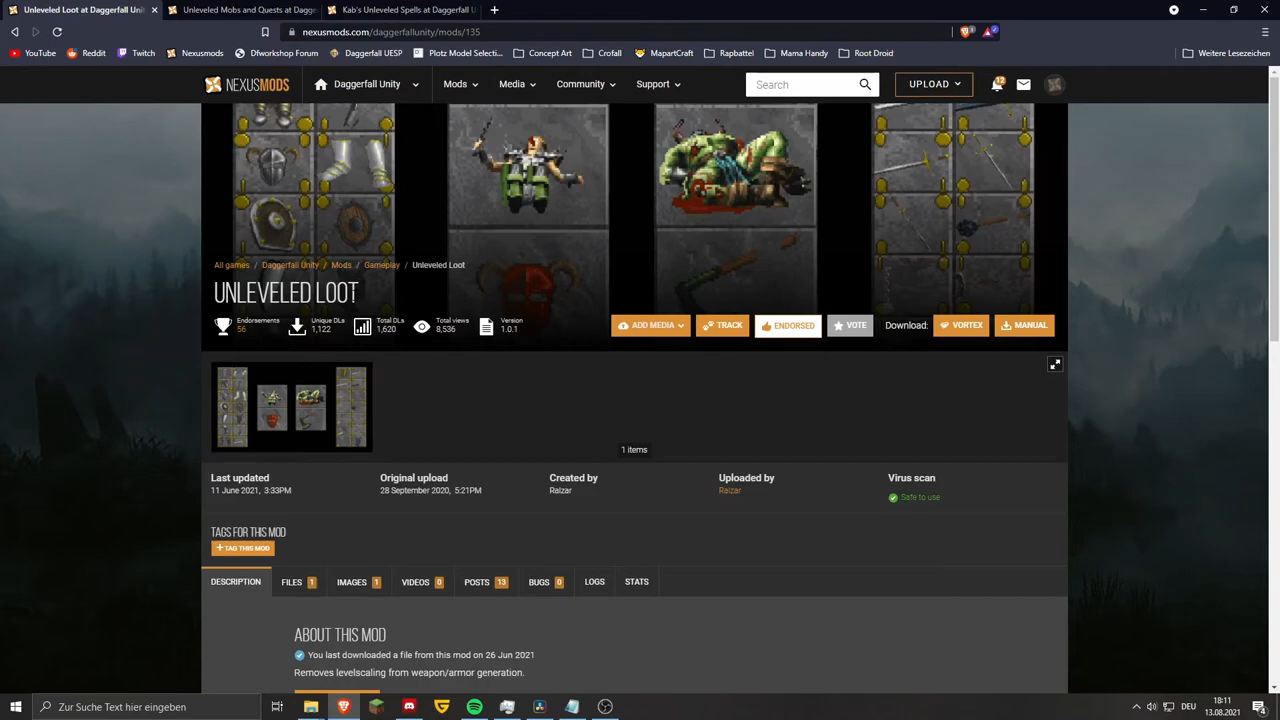 Unleveled Loot at Daggerfall Unit
Unleveled Mobs and Quests at Dagge
Kab's Unleveled Spells at Daggerfall U
nexusmods.com/daggerfallunity/mods/135
YouTube
Reddit
Twitch
Nexusmods
Dfworkshop Forum
Daggerfall UESP
Plotz Model Selecti...
Concept Art
Crofall
MapartCraft
Rapbattel
Mama Handy
Root Droid
Weitere Lesezeichen
NEXUSMODS
Daggerfall Unity
Mods
Media
Community
Support
Search
UPLOAD
12
All games / Daggerfall Unity / Mods / Gameplay / Unleveled Loot
UNLEVELED LOOT
Endorsements
56
Unique DLs
1,122
Total DLs
1,620
Total views
8,536
Version
1.0.1
ADD MEDIA
TRACK
ENDORSED
VOTE
Download:
VORTEX
MANUAL
1 items
Last updated
11 June 2021, 3:33PM
Original upload
28 September 2020, 5:21PM
Created by
Ralzar
Uploaded by
Ralzar
Virus scan
Safe to use
TAGS FOR THIS MOD
+ TAG THIS MOD
DESCRIPTION
FILES 1
IMAGES 1
VIDEOS 0
POSTS 13
BUGS 0
LOGS
STATS
ABOUT THIS MOD
You last downloaded a file from this mod on 26 Jun 2021
Removes levelscaling from weapon/armor generation.
Zur Suche Text hier eingeben
DEU
18:11
13.08.2021